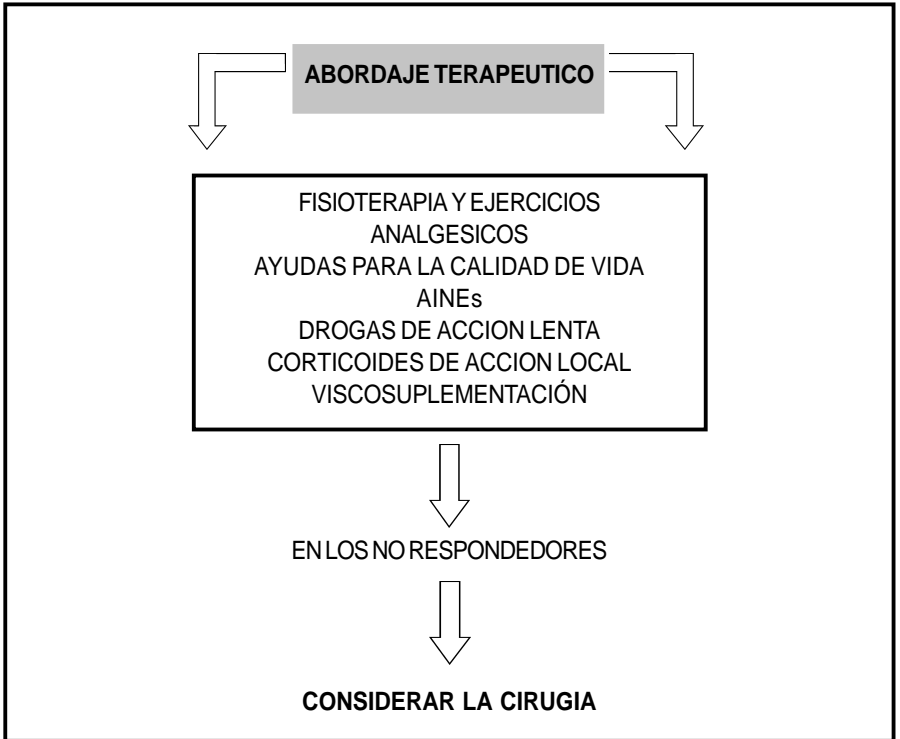 ABORDAJE TERAPEUTICO
FISIOTERAPIA Y EJERCICIOS
ANALGESICOS
AYUDAS PARA LA CALIDAD DE VIDA
AINEs
DROGAS DE ACCION LENTA
CORTICOIDES DE ACCION LOCAL
VISCOSUPLEMENTACIÓN
EN LOS NO RESPONDEDORES
CONSIDERAR LA CIRUGIA